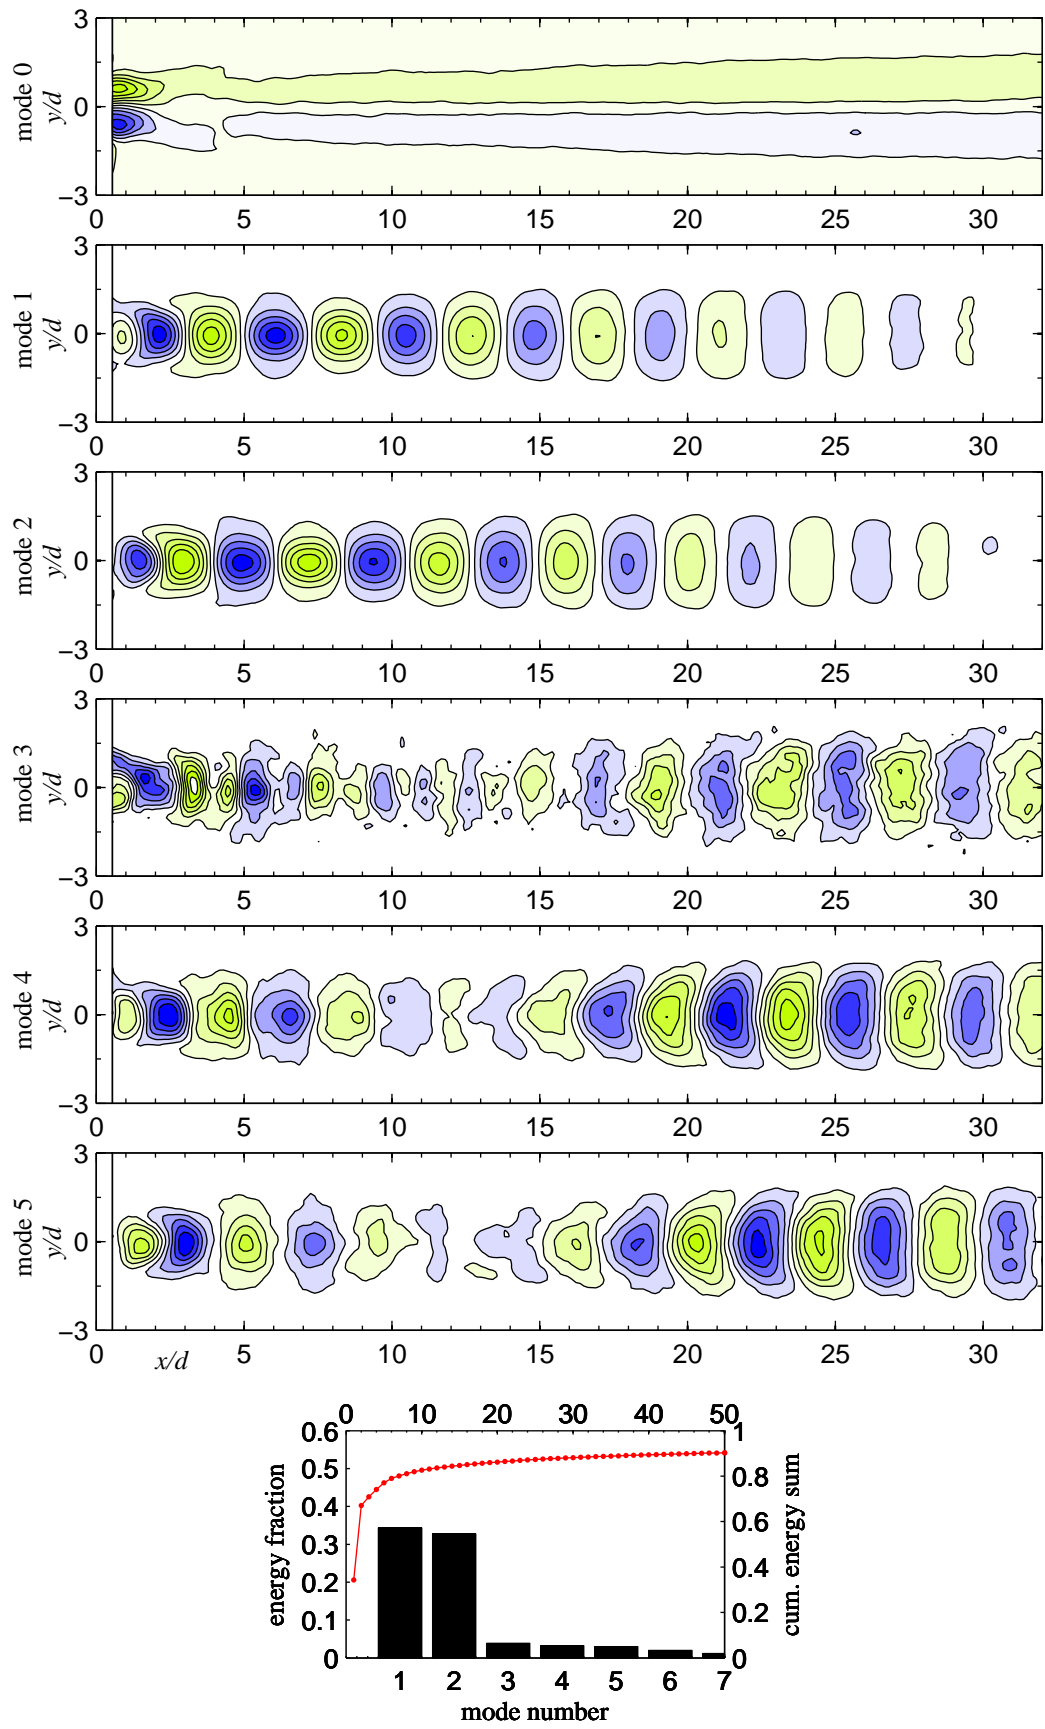 3
0
−3
mode 0
y/d
0 5 10 15 20 25 30
3
0
−3
mode 1
y/d
0 5 10 15 20 25 30
3
0
−3
mode 2
y/d
0 5 10 15 20 25 30
3
0
−3
mode 3
y/d
0 5 10 15 20 25 30
3
0
−3
mode 4
y/d
0 5 10 15 20 25 30
3
0
−3
mode 5
y/d
0 5 10 15 20 25 30
x/d
0 10 20 30 40 50
0.6
0.5
0.4
0.3
0.2
0.1
0
energy fraction
1
0.8
0.6
0.4
0.2
0
cum. energy sum
1 2 3 4 5 6 7
mode number